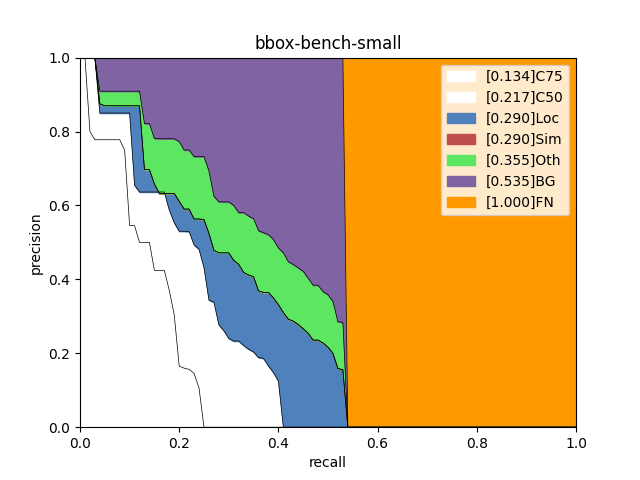 bbox-bench-small
1.0
0.8
0.6
0.4
0.2
0.0
precision
[0.134]C75
[0.217]C50
[0.290]Loc
[0.290]Sim
[0.355]Oth
[0.535]BG
[1.000]FN
0.0 0.2 0.4 0.6 0.8 1.0
recall